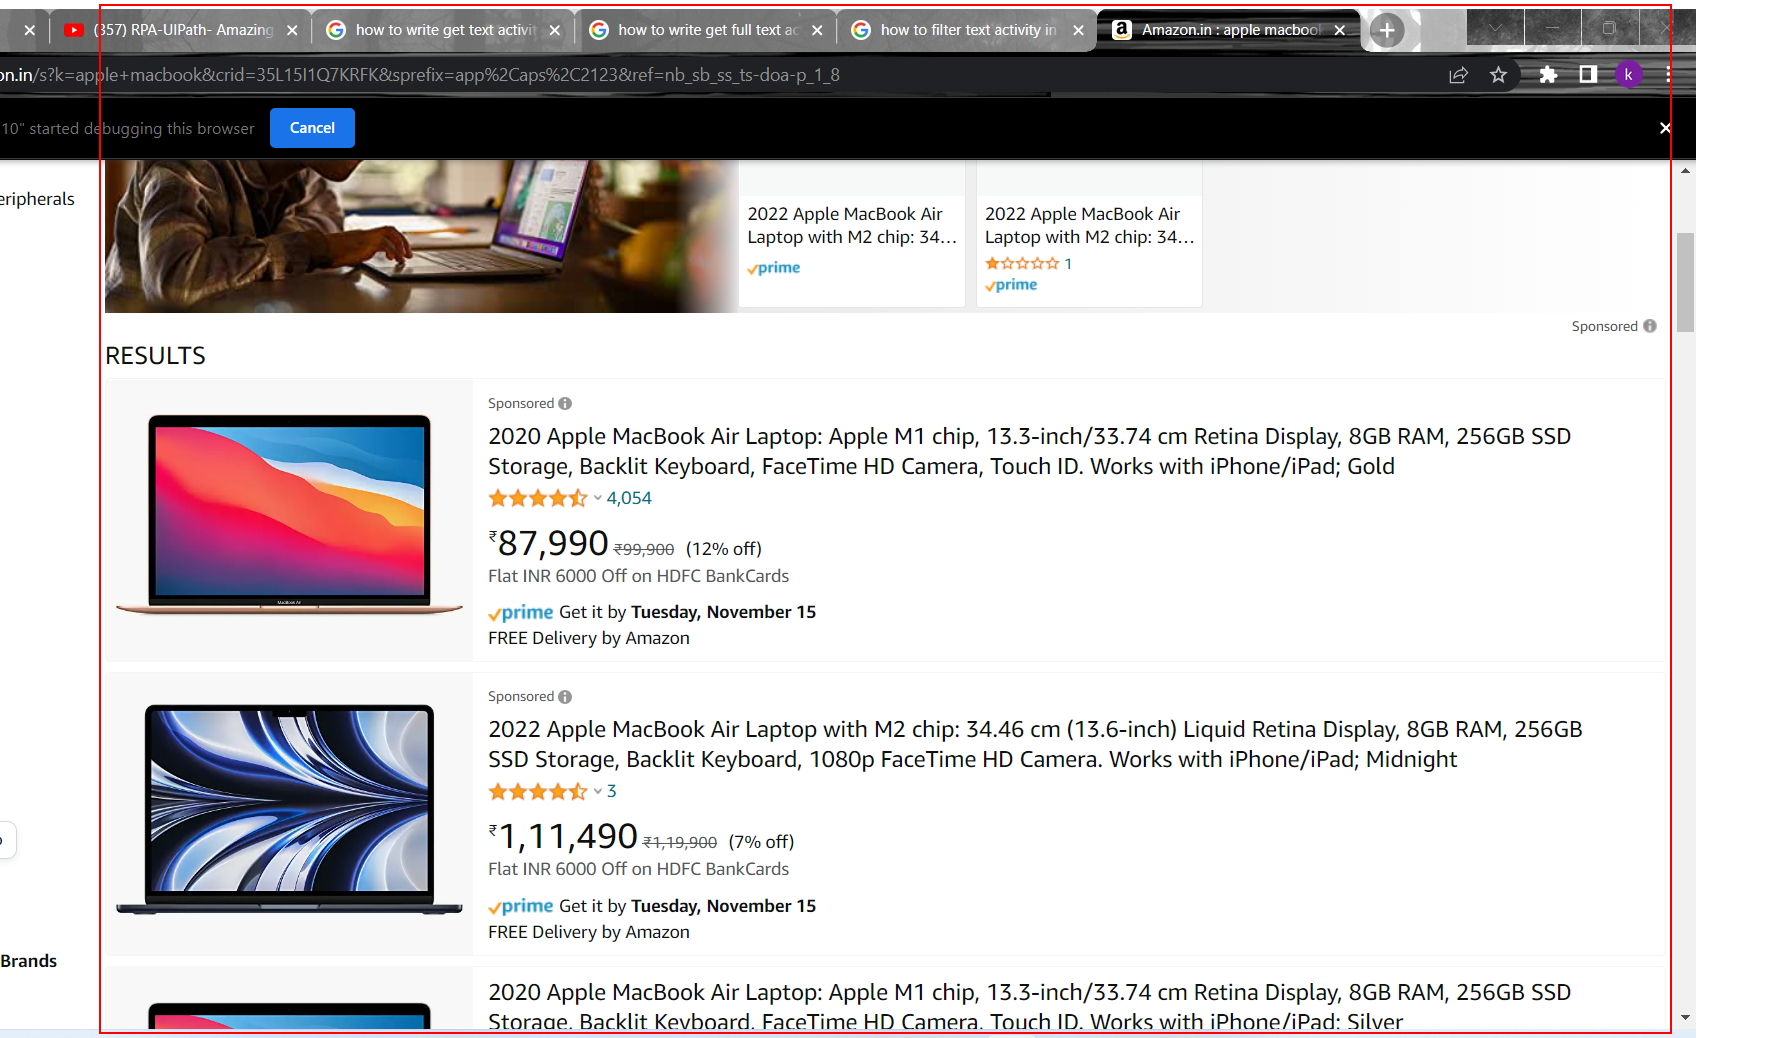 (357) RPA-UIPath- Amazing
how to write get text activit
how to write get full text ac
how to filter text activity in
Amazon.in : apple macbool
on.in/s?k=apple+macbook&crid=35L15I1Q7KRFK&sprefix=app%2Caps%2C2123&ref=nb_sb_ss_ts-doa-p_1_8
k
10" started debugging this browser
Cancel
eripherals
2022 Apple MacBook Air
Laptop with M2 chip: 34...
prime
2022 Apple MacBook Air
Laptop with M2 chip: 34...
1
prime
Sponsored
RESULTS
Sponsored
2020 Apple MacBook Air Laptop: Apple M1 chip, 13.3-inch/33.74 cm Retina Display, 8GB RAM, 256GB SSD
Storage, Backlit Keyboard, FaceTime HD Camera, Touch ID. Works with iPhone/iPad; Gold
4,054
₹87,990 ₹99,900 (12% off)
Flat INR 6000 Off on HDFC BankCards
prime Get it by Tuesday, November 15
FREE Delivery by Amazon
MacBook Air
Sponsored
2022 Apple MacBook Air Laptop with M2 chip: 34.46 cm (13.6-inch) Liquid Retina Display, 8GB RAM, 256GB
SSD Storage, Backlit Keyboard, 1080p FaceTime HD Camera. Works with iPhone/iPad; Midnight
3
₹1,11,490 ₹1,19,900 (7% off)
Flat INR 6000 Off on HDFC BankCards
prime Get it by Tuesday, November 15
FREE Delivery by Amazon
Brands
2020 Apple MacBook Air Laptop: Apple M1 chip, 13.3-inch/33.74 cm Retina Display, 8GB RAM, 256GB SSD
Storage, Backlit Keyboard, FaceTime HD Camera, Touch ID. Works with iPhone/iPad; Silver